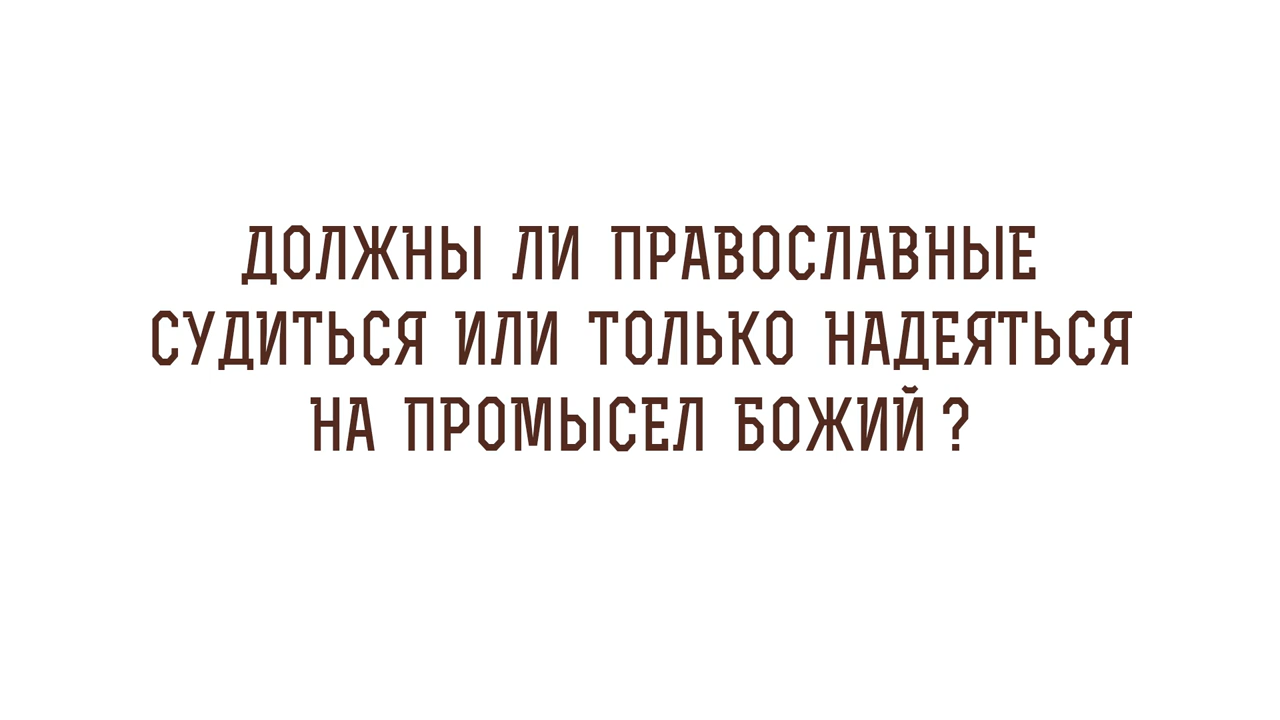 ДОЛЖНЫ ЛИ ПРАВОСЛАВНЫЕ
СУДИТЬСЯ ИЛИ ТОЛЬКО НАДЕЯТЬСЯ
НА ПРОМЫСЕЛ БОЖИЙ?